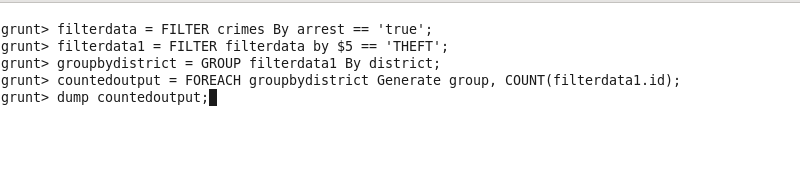 grunt> filterdata = FILTER crimes By arrest == 'true';
grunt> filterdata1 = FILTER filterdata by $5 == 'THEFT';
grunt> groupbydistrict = GROUP filterdata1 By district;
grunt> countedoutput = FOREACH groupbydistrict Generate group, COUNT(filterdata1.id);
grunt> dump countedoutput;